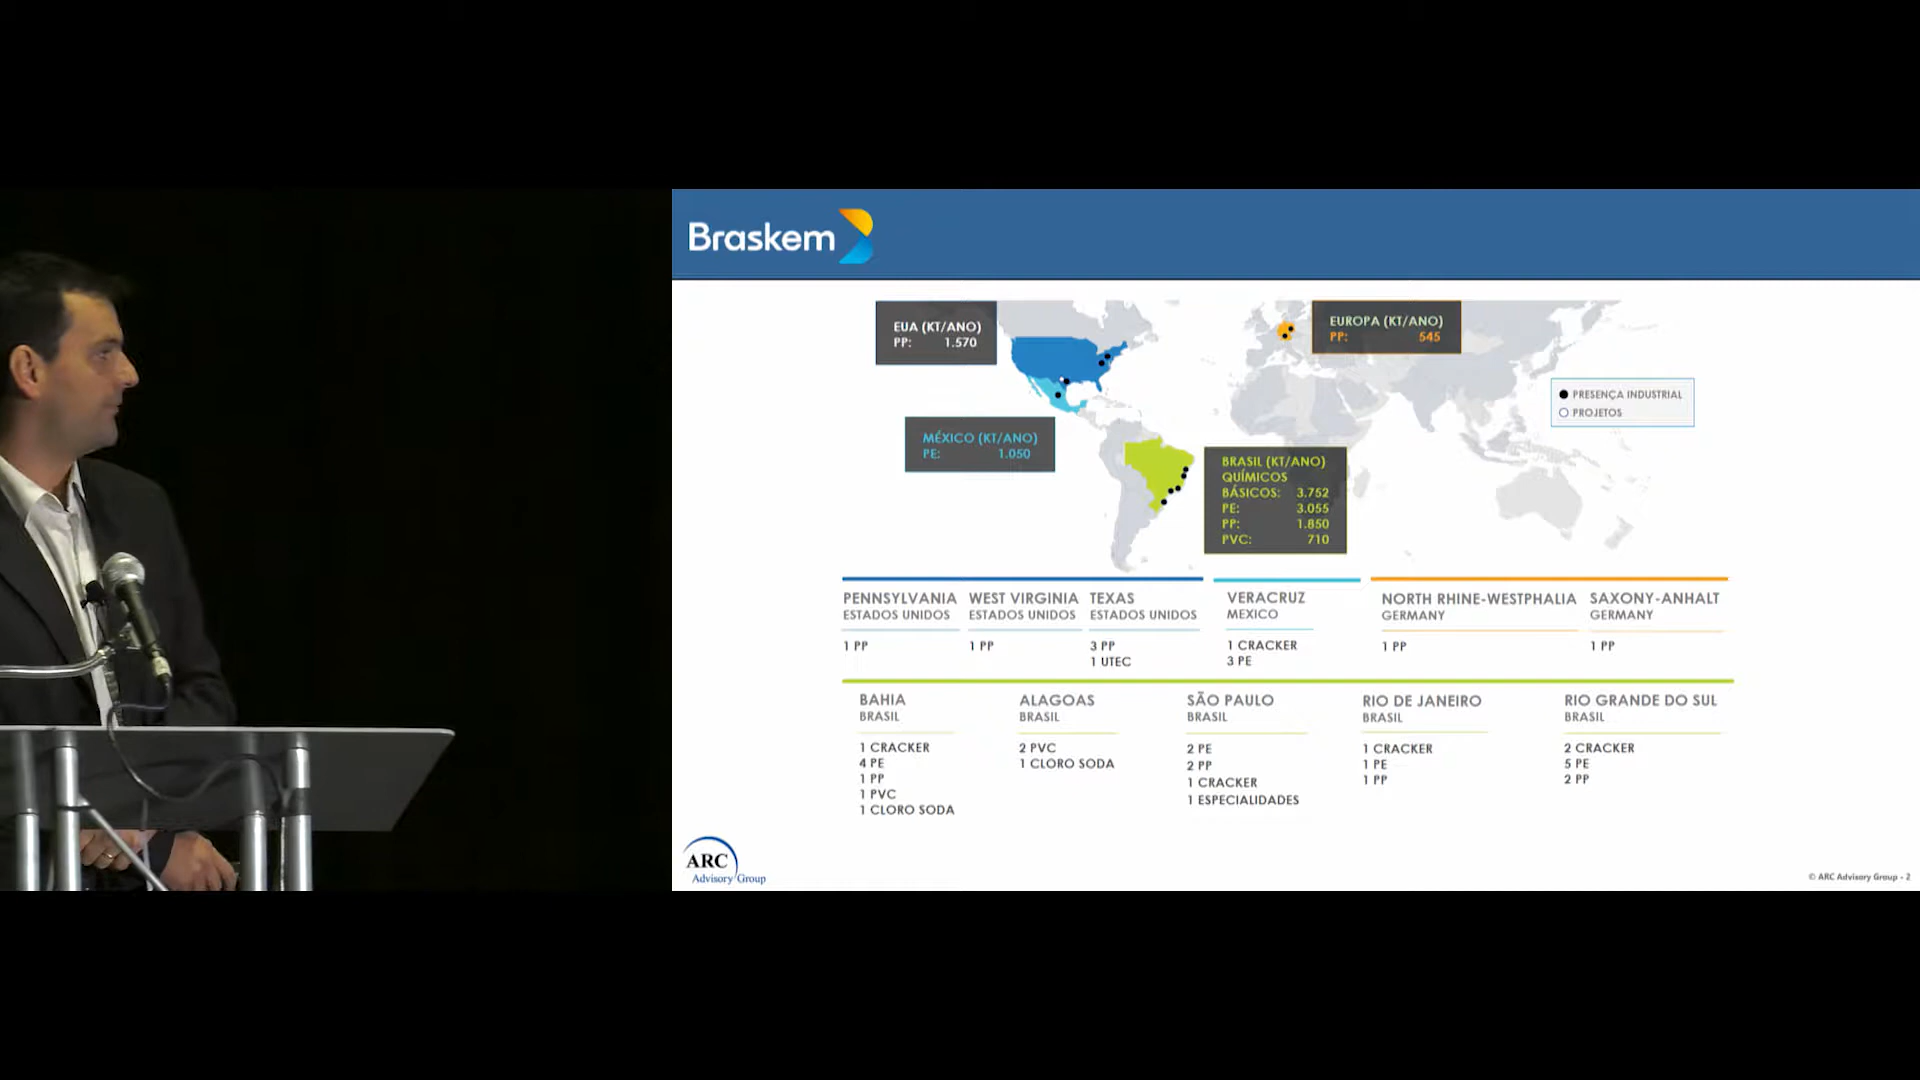 Braskem
EUA (KT/ANO)
PP: 1.570
EUROPA (KT/ANO)
PP: 545
PRESENÇA INDUSTRIAL
PROJETOS
MÉXICO (KT/ANO)
PE: 1.050
BRASIL (KT/ANO)
QUÍMICOS
BÁSICOS: 3.752
PE: 3.055
PP: 1.850
PVC: 710
PENNSYLVANIA
ESTADOS UNIDOS
1 PP
WEST VIRGINIA
ESTADOS UNIDOS
1 PP
TEXAS
ESTADOS UNIDOS
3 PP
1 UTEC
VERACRUZ
MEXICO
1 CRACKER
3 PE
NORTH RHINE-WESTPHALIA
GERMANY
1 PP
SAXONY-ANHALT
GERMANY
1 PP
BAHIA
BRASIL
1 CRACKER
4 PE
1 PP
1 PVC
1 CLORO SODA
ALAGOAS
BRASIL
2 PVC
1 CLORO SODA
SÃO PAULO
BRASIL
2 PE
2 PP
1 CRACKER
1 ESPECIALIDADES
RIO DE JANEIRO
BRASIL
1 CRACKER
1 PE
1 PP
RIO GRANDE DO SUL
BRASIL
2 CRACKER
5 PE
2 PP
ARC
Advisory Group
© ARC Advisory Group - 2